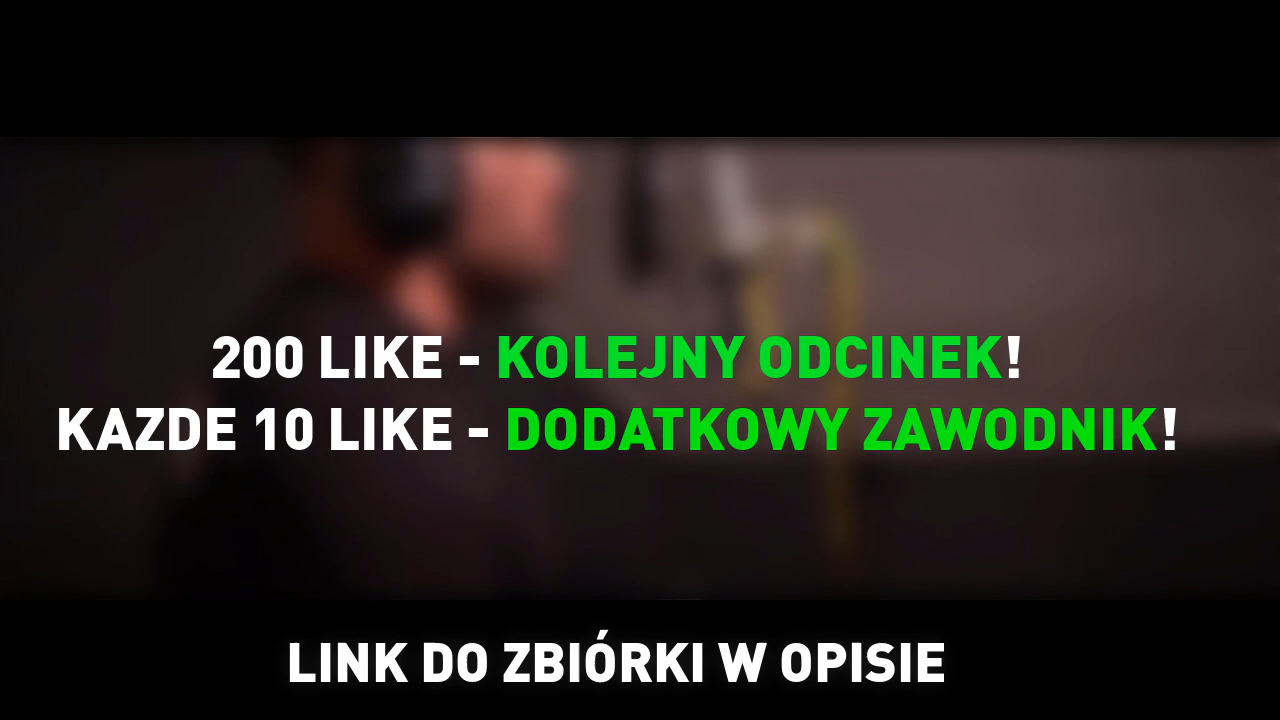 200 LIKE - KOLEJNY ODCINEK!
KAZDE 10 LIKE - DODATKOWY ZAWODNIK!
LINK DO ZBIÓRKI W OPISIE